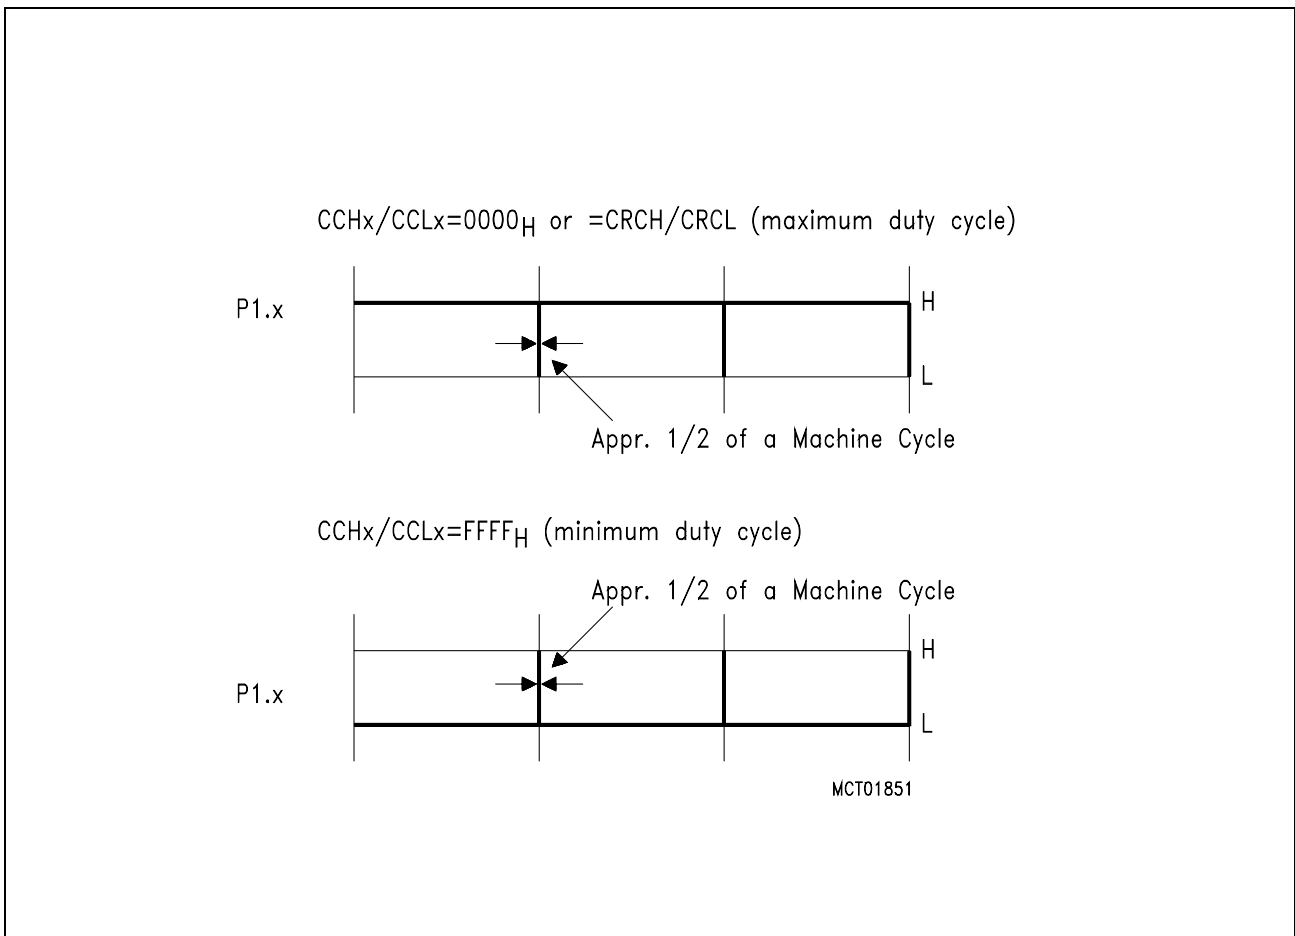 CCHx/CCLx=0000H or =CRCH/CRCL (maximum duty cycle)
P1.x
H
L
Appr. 1/2 of a Machine Cycle
CCHx/CCLx=FFFFH (minimum duty cycle)
Appr. 1/2 of a Machine Cycle
H
P1.x
L
MCT01851